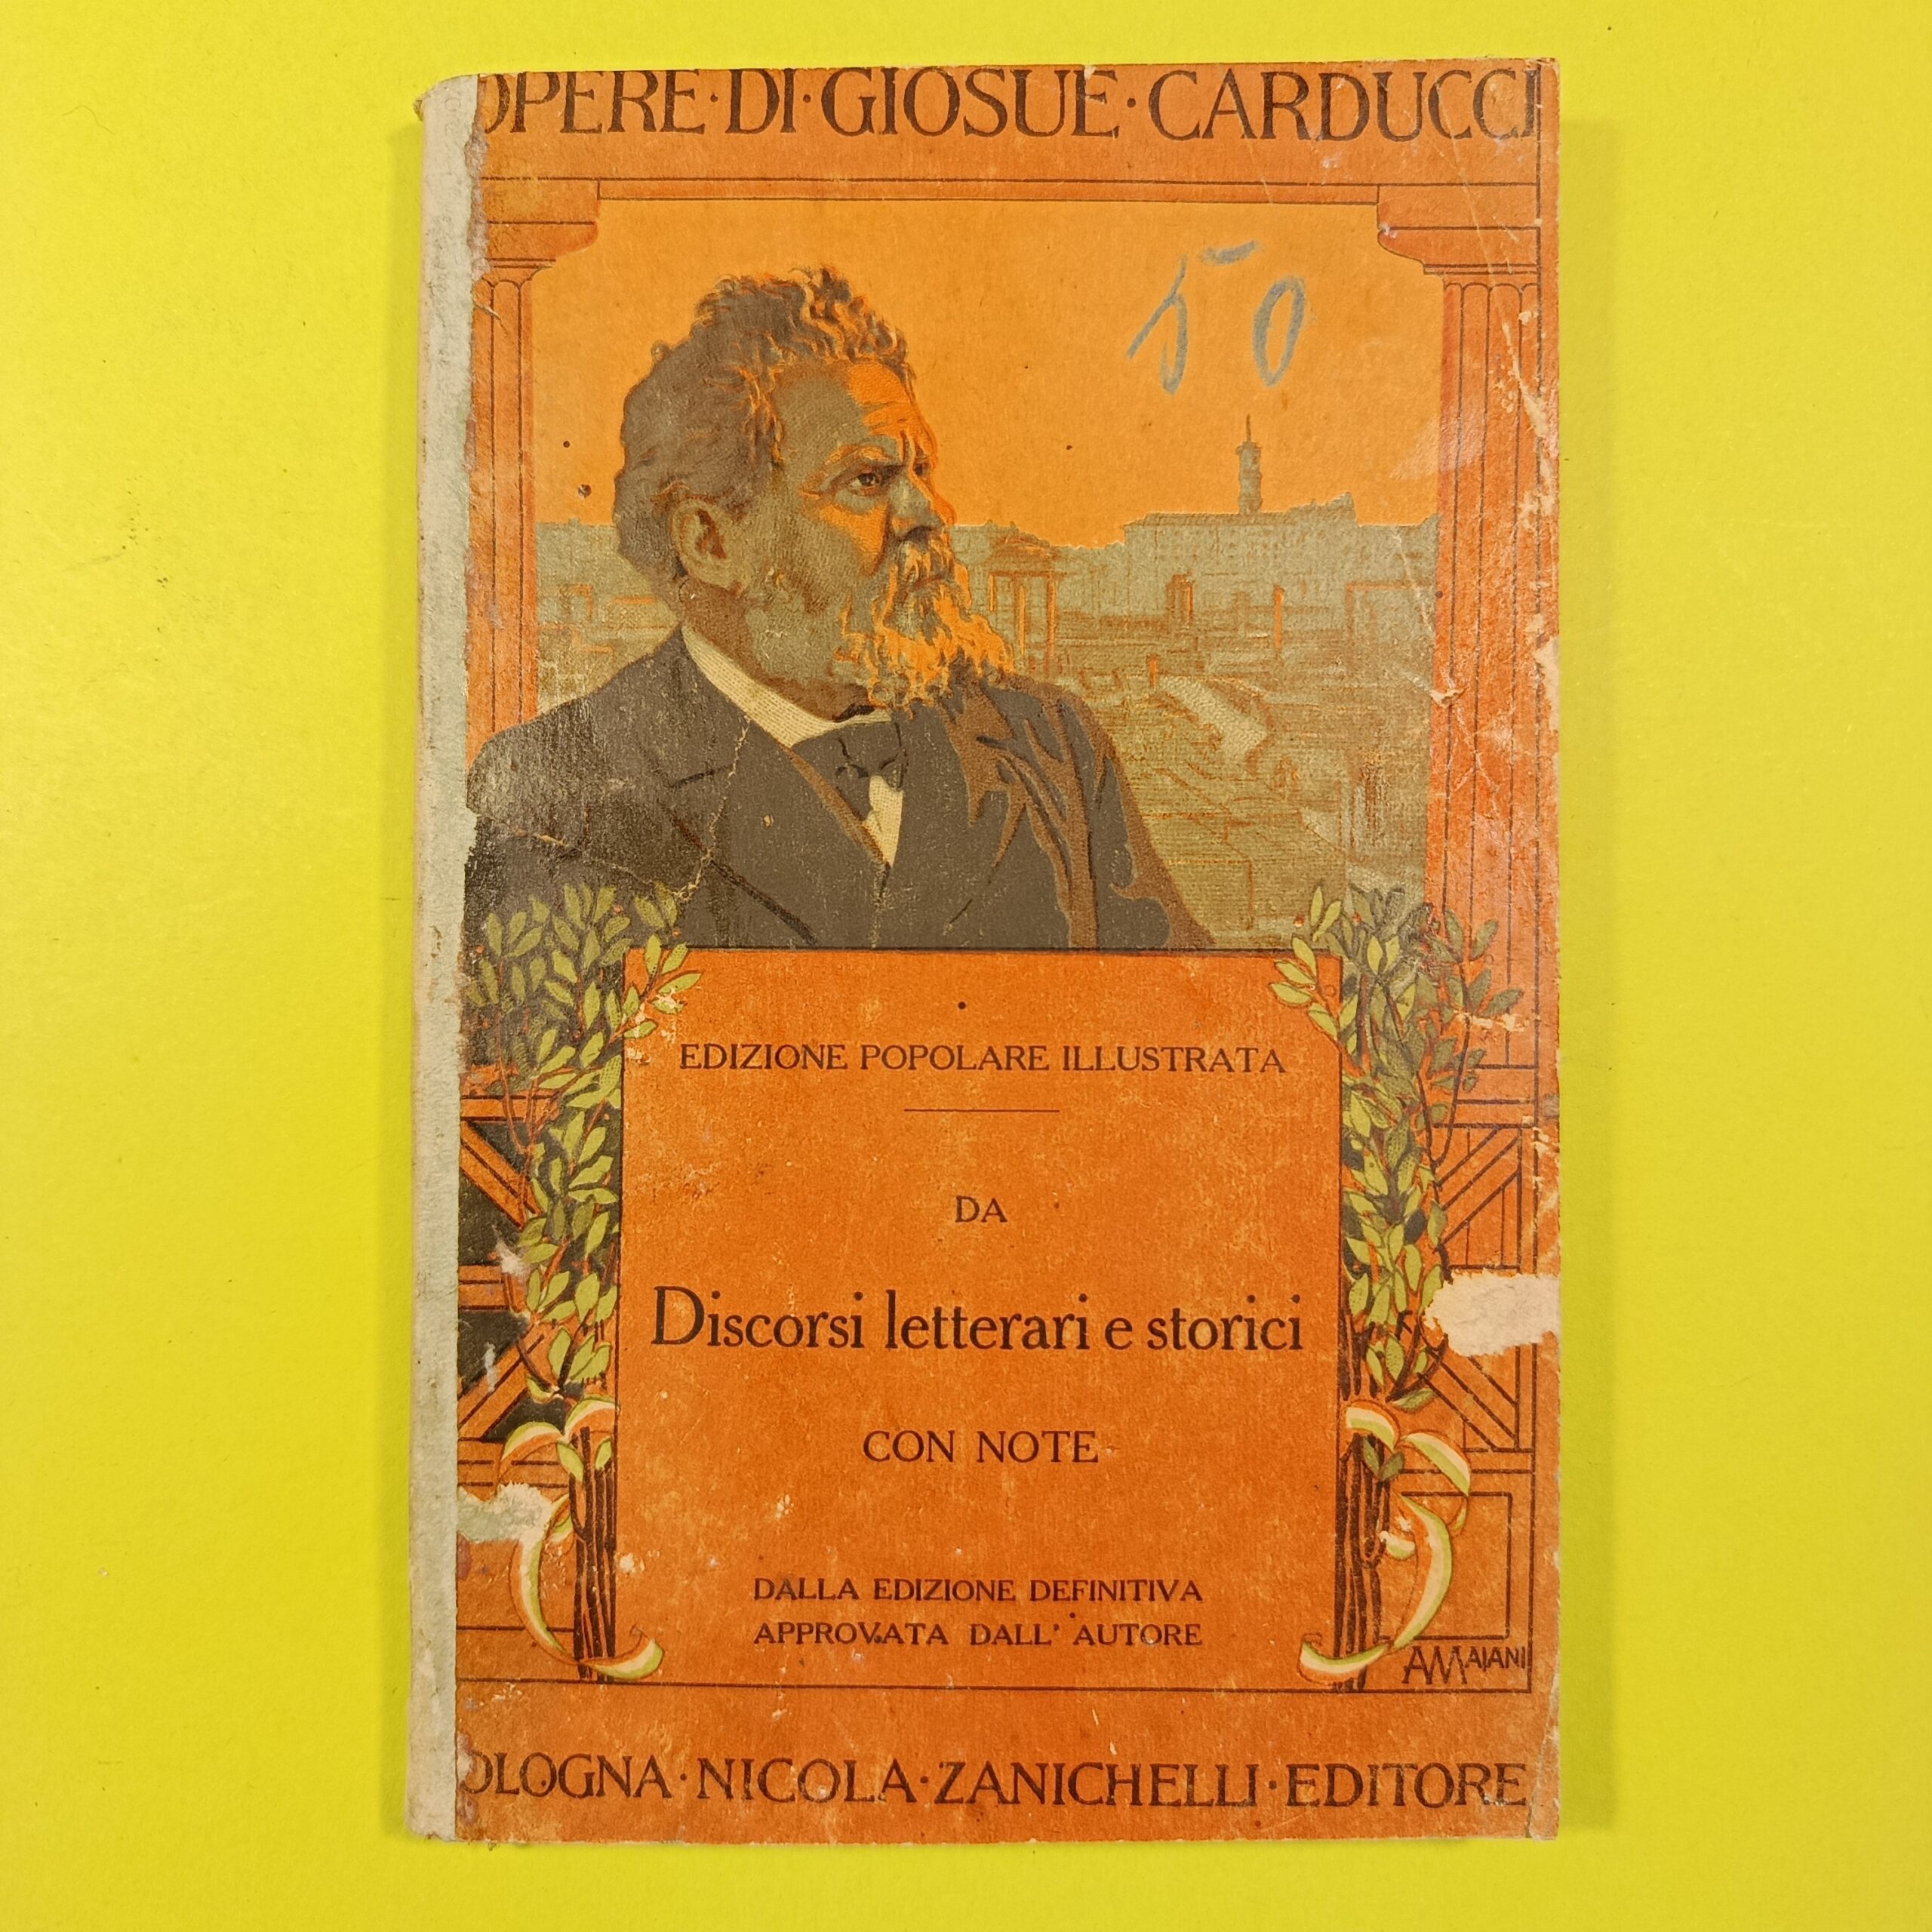 OPERE·DI·GIOSUE·CARDUCCI
50
EDIZIONE POPOLARE ILLUSTRATA
DA
Discorsi letterari e storici
CON NOTE
DALLA EDIZIONE DEFINITIVA
APPROVATA DALL' AUTORE
AMAIANI
OLOGNA·NICOLA·ZANICHELLI·EDITORE